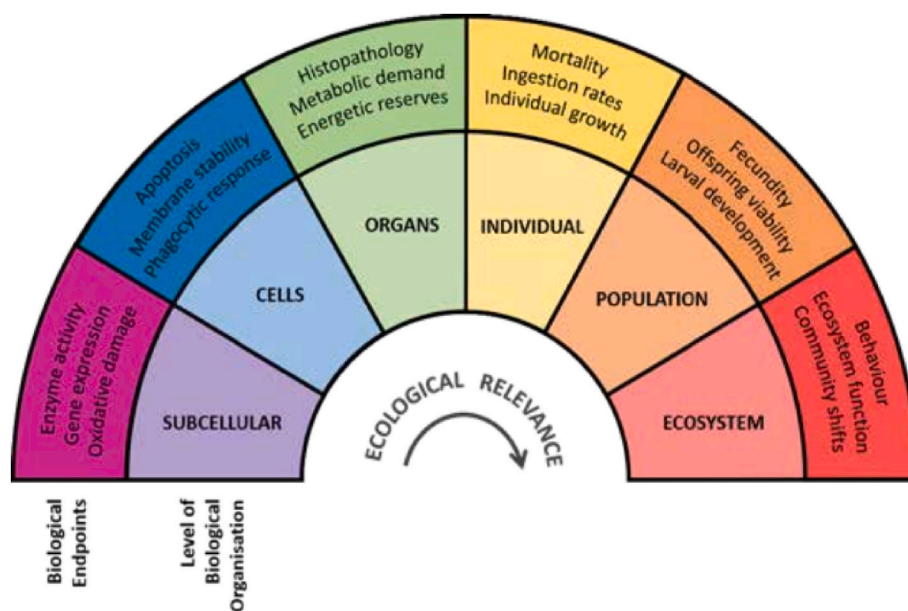 Enzyme activity
Gene expression
Oxidative damage
SUBCELLULAR
Apoptosis
Membrane stability
Phagocytic response
CELLS
Histopathology
Metabolic demand
Energetic reserves
ORGANS
Mortality
Ingestion rates
Individual growth
INDIVIDUAL
Fecundity
Offspring viability
Larval development
POPULATION
Behaviour
Ecosystem function
Community shifts
ECOSYSTEM
ECOLOGICAL RELEVANCE
Biological
Endpoints
Level of
Biological
Organisation